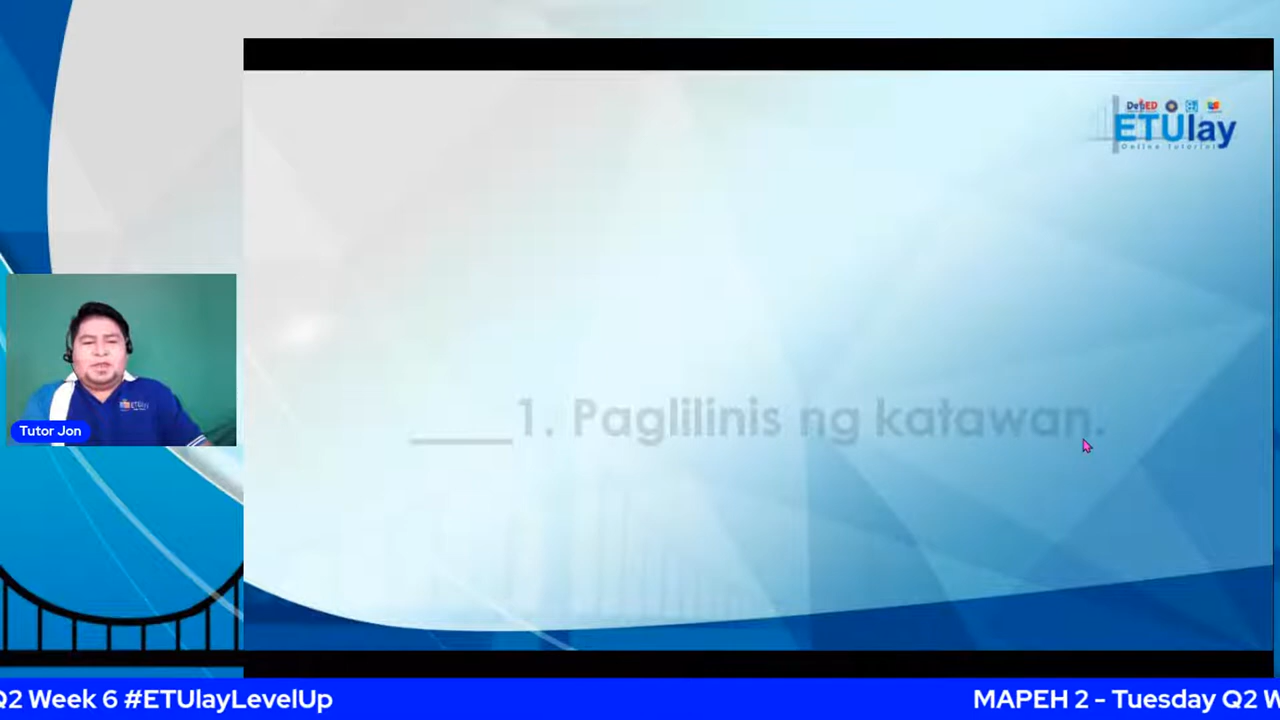 DepED
ETUlay
Online Tutorial
____1. Paglilinis ng katawan.
Tutor Jon
Q2 Week 6 #ETUlayLevelUp
MAPEH 2 - Tuesday Q2 W